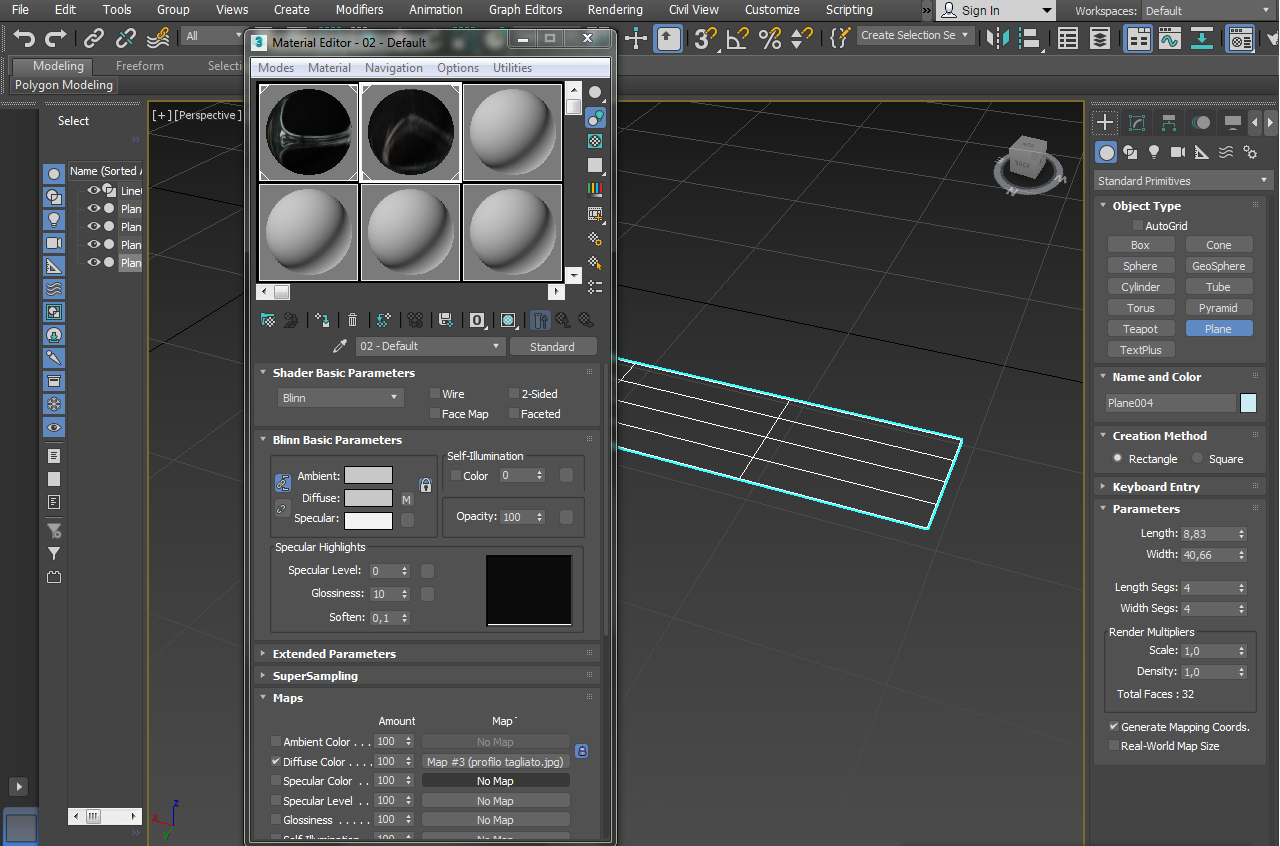 File Edit Tools Group Views Create Modifiers Animation Graph Editors Rendering Civil View Customize Scripting » Sign In Workspaces: Default
All Create Selection Se
Material Editor - 02 - Default
Modes Material Navigation Options Utilities
Modeling Freeform Selecti
Polygon Modeling
Select
[+][Perspective]
Name (Sorted A
Line
Plan
Plan
Plan
Plan
02 - Default Standard
Shader Basic Parameters
Blinn Wire 2-Sided
Face Map Faceted
Blinn Basic Parameters
Self-Illumination
Ambient: Color 0
Diffuse: M
Specular: Opacity: 100
Specular Highlights
Specular Level: 0
Glossiness: 10
Soften: 0,1
Extended Parameters
SuperSampling
Maps
Amount Map
Ambient Color . . . 100 No Map
Diffuse Color . . . . 100 Map #3 (profilo tagliato.jpg)
Specular Color . . 100 No Map
Specular Level . . 100 No Map
Glossiness . . . . . 100 No Map
Self-Illumination 100 No Map
x z y
Standard Primitives
Object Type
AutoGrid
Box Cone
Sphere GeoSphere
Cylinder Tube
Torus Pyramid
Teapot Plane
TextPlus
Name and Color
Plane004
Creation Method
Rectangle Square
Keyboard Entry
Parameters
Length: 8,83
Width: 40,66
Length Segs: 4
Width Segs: 4
Render Multipliers
Scale: 1,0
Density: 1,0
Total Faces : 32
Generate Mapping Coords.
Real-World Map Size